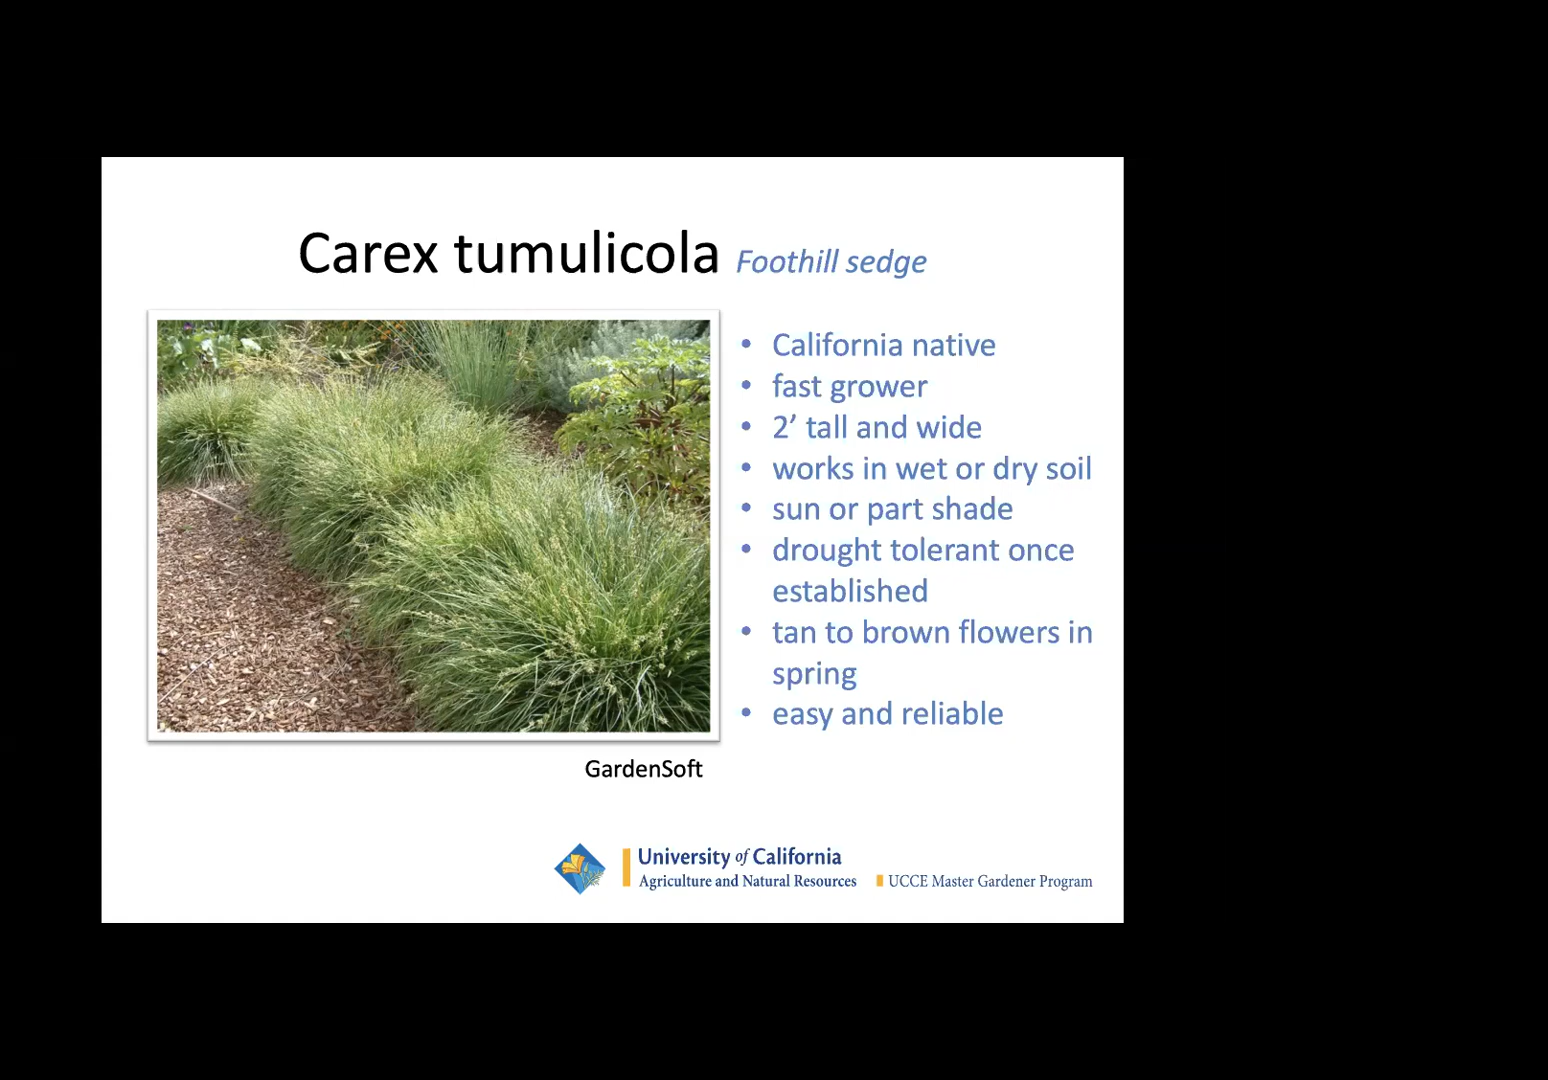 Carex tumulicola Foothill sedge
• California native
• fast grower
• 2’ tall and wide
• works in wet or dry soil
• sun or part shade
• drought tolerant once
established
• tan to brown flowers in
spring
• easy and reliable
GardenSoft
University of California
Agriculture and Natural Resources UCCE Master Gardener Program